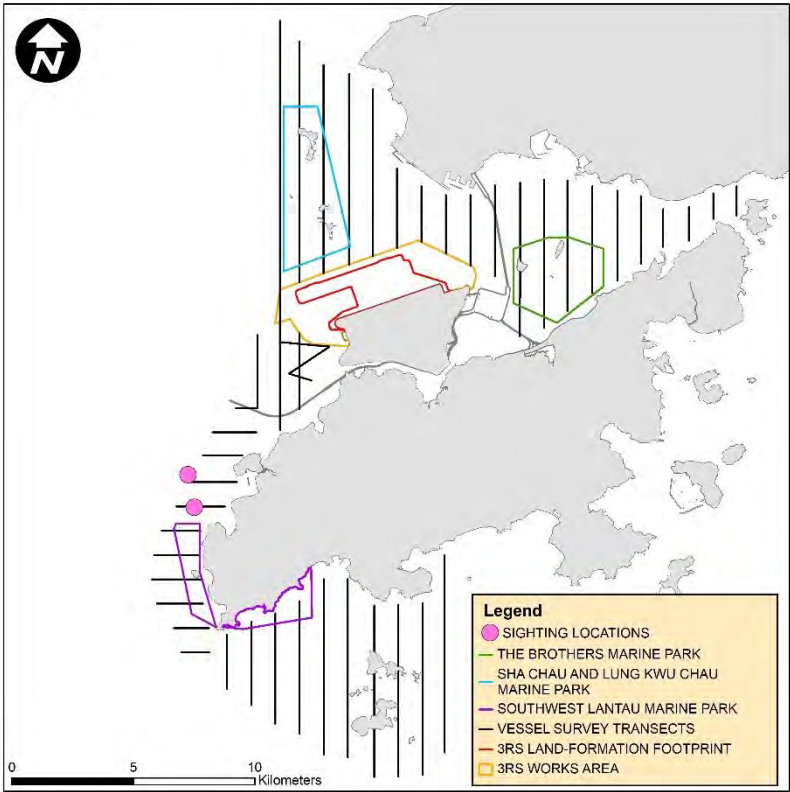 N
Legend
SIGHTING LOCATIONS
THE BROTHERS MARINE PARK
SHA CHAU AND LUNG KWU CHAU
MARINE PARK
SOUTHWEST LANTAU MARINE PARK
VESSEL SURVEY TRANSECTS
3RS LAND-FORMATION FOOTPRINT
3RS WORKS AREA
0 5 10
Kilometers